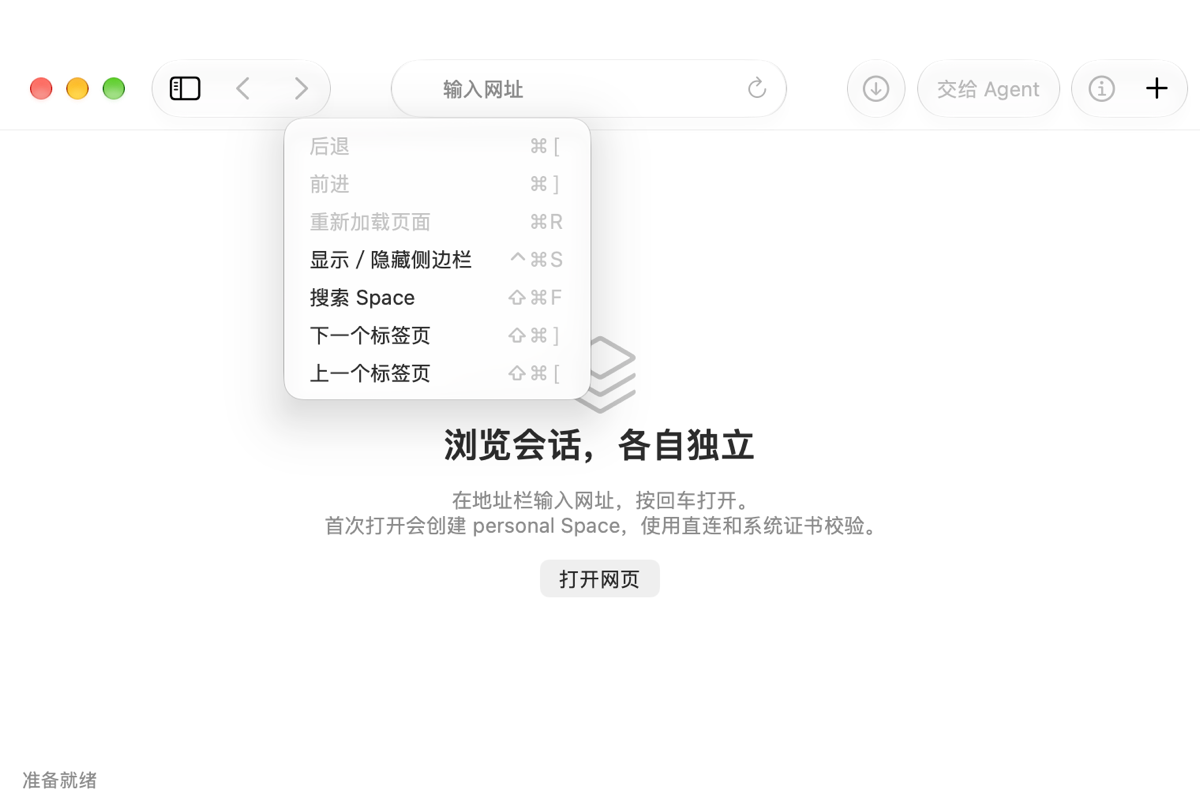 输入网址
交给 Agent
后退 ⌘ [
前进 ⌘ ]
重新加载页面 ⌘R
显示 / 隐藏侧边栏 ^⌘S
搜索 Space ⇧⌘F
下一个标签页 ⇧⌘ ]
上一个标签页 ⇧⌘ [
浏览会话，各自独立
在地址栏输入网址，按回车打开。
首次打开会创建 personal Space，使用直连和系统证书校验。
打开网页
准备就绪